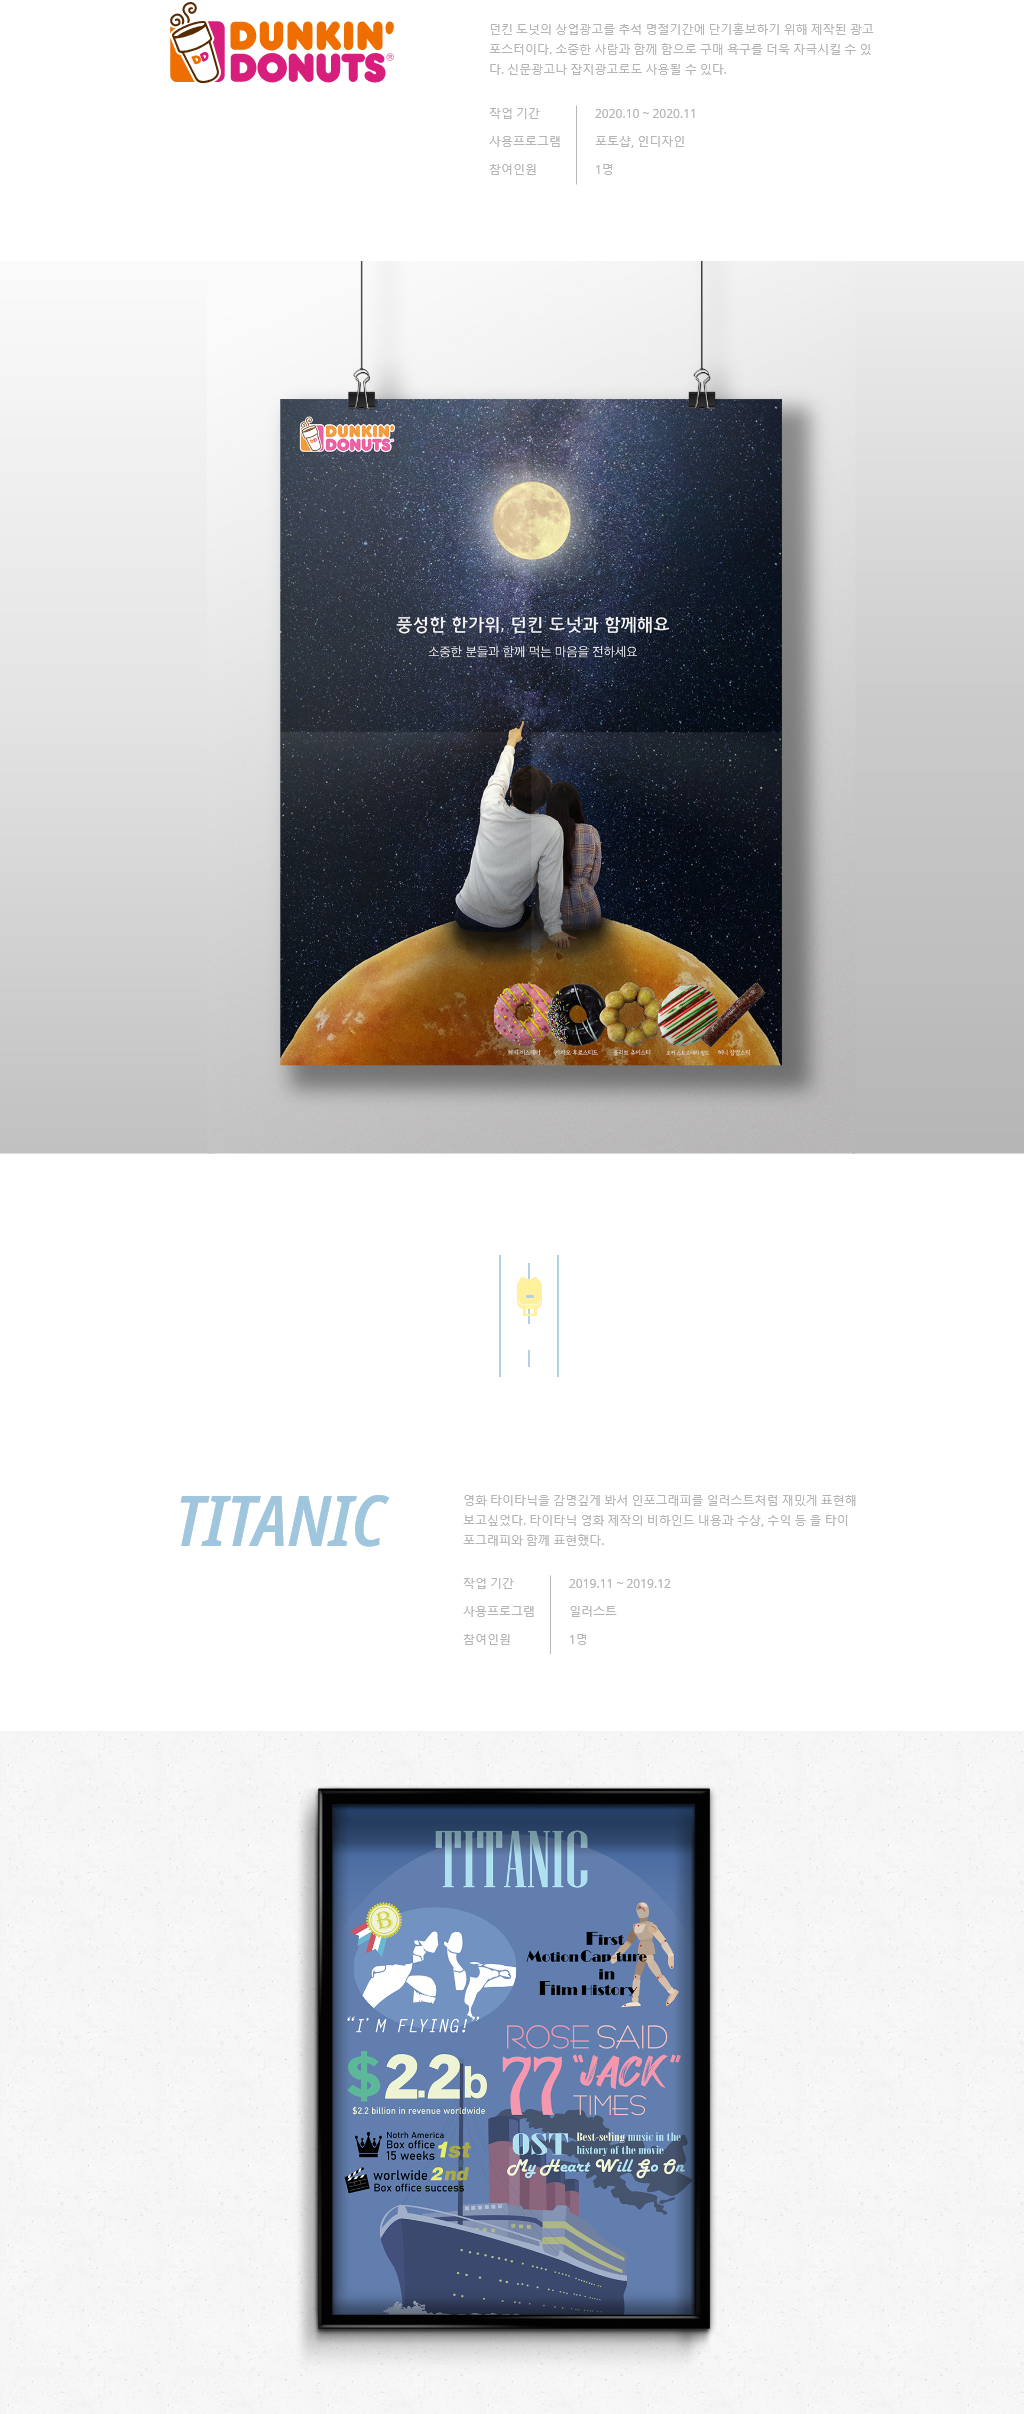 DUNKIN'
DONUTS®
던킨 도넛의 상업광고를 추석 명절기간에 단기홍보하기 위해 제작된 광고
포스터이다. 소중한 사람과 함께 함으로 구매 욕구를 더욱 자극시킬 수 있
다. 신문광고나 잡지광고로도 사용될 수 있다.
작업 기간 2020.10 ~ 2020.11
사용프로그램 포토샵, 인디자인
참여인원 1명
DUNKIN'
DONUTS
풍성한 한가위, 던킨 도넛과 함께해요
소중한 분들과 함께 먹는 마음을 전하세요
TITANIC
영화 타이타닉을 감명깊게 봐서 인포그래피를 일러스트처럼 재밌게 표현해
보고싶었다. 타이타닉 영화 제작의 비하인드 내용과 수상, 수익 등 을 타이
포그래피와 함께 표현했다.
작업 기간 2019.11 ~ 2019.12
사용프로그램 일러스트
참여인원 1명
TITANIC
B
First
Motion Capture
in
Film History
"I'M FLYING!"
ROSE SAID
77 "JACK"
TIMES
$2.2b
$2.2 billion in revenue worldwide
Notrh America
Box office 1st
15 weeks
worlwide 2nd
Box office success
OST Best-seling music in the
history of the movie
My Heart Will Go On